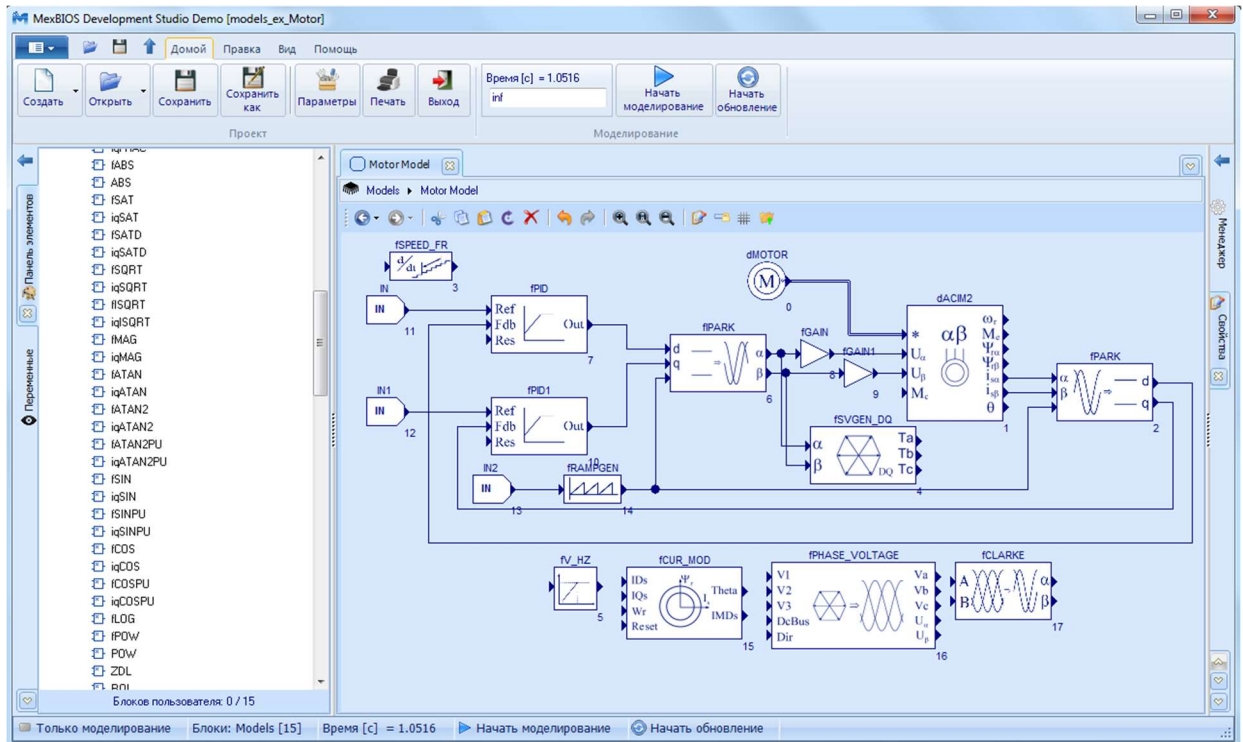 MexBIOS Development Studio Demo [models_ex_Motor]
Домой Правка Вид Помощь
Создать Открыть Сохранить Сохранить как Параметры Печать Выход
Время [с] = 1.0516
inf
Начать моделирование
Начать обновление
Проект Моделирование
Панель элементов
Переменные
fABS
ABS
fSAT
iqSAT
fSATD
iqSATD
fSQRT
iqSQRT
fISQRT
iqISQRT
fMAG
iqMAG
fATAN
iqATAN
fATAN2
iqATAN2
fATAN2PU
iqATAN2PU
fSIN
iqSIN
fSINPU
iqSINPU
fCOS
iqCOS
fCOSPU
iqCOSPU
fLOG
fPOW
POW
ZDL
Блоков пользователя: 0 / 15
Motor Model
Models Motor Model
Менеджер
Свойства
fSPEED_FR
d/dt
3
IN
IN
11
fPID
Ref
Fdb
Res
Out
7
IN1
IN
12
fPID1
Ref
Fdb
Res
Out
10
IN2
IN
13
fRAMPGEN
14
fIPARK
d
q
α
β
6
dMOTOR
M
0
fGAIN
8
fGAIN1
9
dACIM2
αβ
*
Uα
Uβ
Mc
ωr
Me
Ψrα
Ψrβ
isα
isβ
θ
1
fPARK
α
β
d
q
2
fSVGEN_DQ
α
β
DQ
Ta
Tb
Tc
4
fV_HZ
5
fCUR_MOD
IDs
IQs
Wr
Reset
Theta
IMDs
15
fPHASE_VOLTAGE
V1
V2
V3
DcBus
Dir
Va
Vb
Vc
Uα
Uβ
16
fCLARKE
A
B
α
β
17
Только моделирование Блоки: Models [15] Время [с] = 1.0516 Начать моделирование Начать обновление